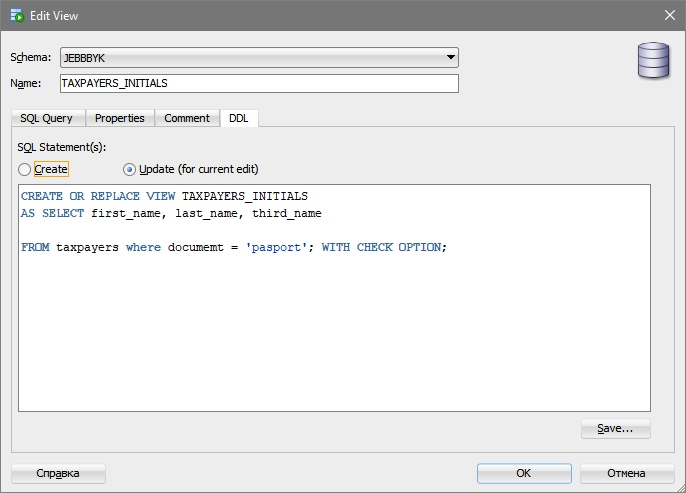 Edit View
Schema: JEBBBYK
Name: TAXPAYERS_INITIALS
SQL Query Properties Comment DDL
SQL Statement(s):
Create Update (for current edit)
CREATE OR REPLACE VIEW TAXPAYERS_INITIALS
AS SELECT first_name, last_name, third_name
FROM taxpayers where documemt = 'pasport'; WITH CHECK OPTION;
Save...
Справка OK Отмена